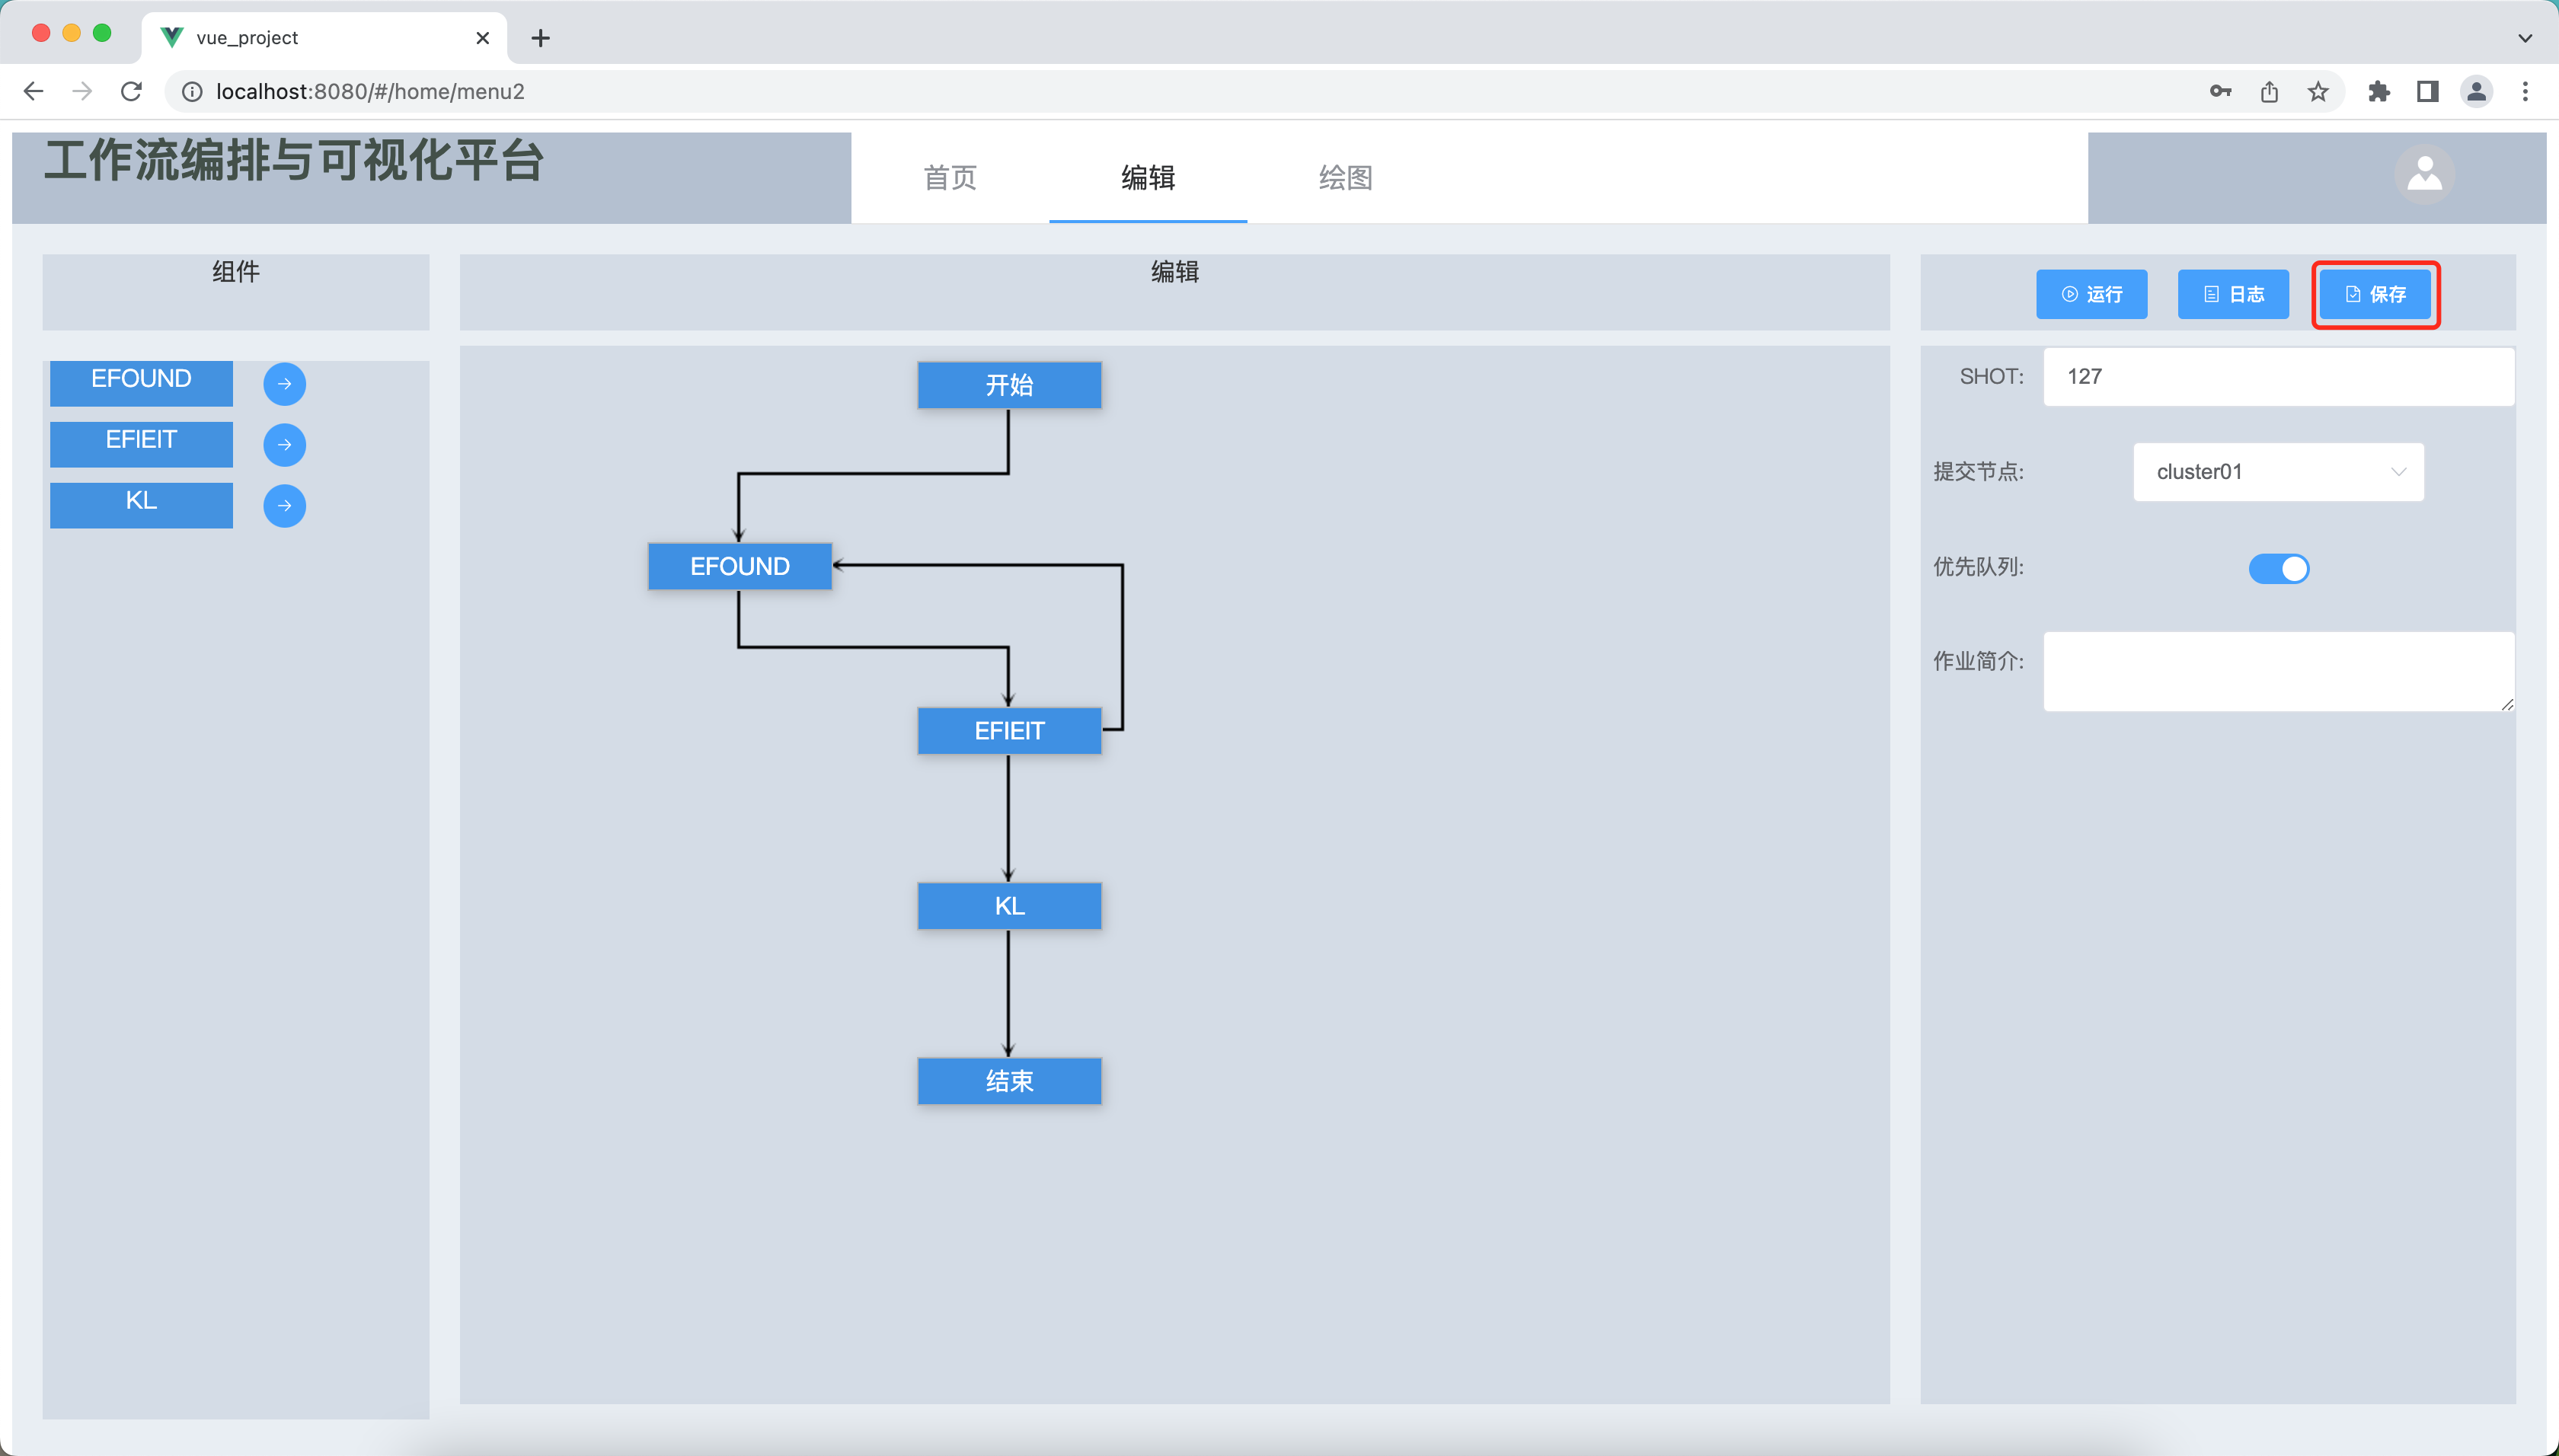 vue_project
localhost:8080/#/home/menu2
工作流编排与可视化平台
首页
编辑
绘图
组件
编辑
运行
日志
保存
EFOUND
EFIEIT
KL
开始
EFOUND
EFIEIT
KL
结束
SHOT:
127
提交节点:
cluster01
优先队列:
作业简介: